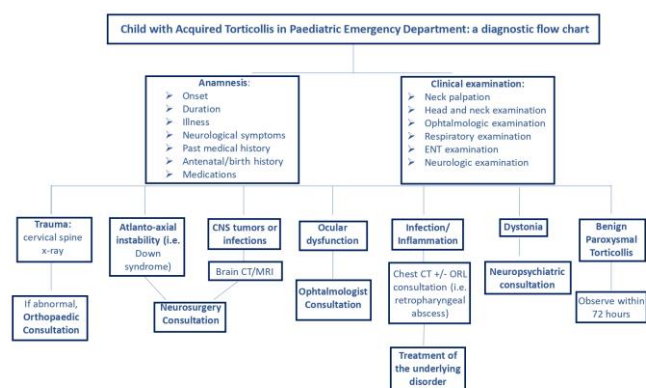 Child with Acquired Torticollis in Paediatric Emergency Department: a diagnostic flow chart
Anamnesis:
Onset
Duration
Illness
Neurological symptoms
Past medical history
Antenatal/birth history
Medications
Clinical examination:
Neck palpation
Head and neck examination
Ophtalmologic examination
Respiratory examination
ENT examination
Neurologic examination
Trauma:
cervical spine
x-ray
If abnormal,
Orthopaedic
Consultation
Atlanto-axial
instability (i.e.
Down
syndrome)
CNS tumors or
infections
Brain CT/MRI
Neurosurgery
Consultation
Ocular
dysfunction
Ophtalmologist
Consultation
Infection/
Inflammation
Chest CT +/- ORL
consultation (i.e.
retropharyngeal
abscess)
Treatment of
the underlying
disorder
Dystonia
Neuropsychiatric
consultation
Benign
Paroxysmal
Torticollis
Observe within
72 hours